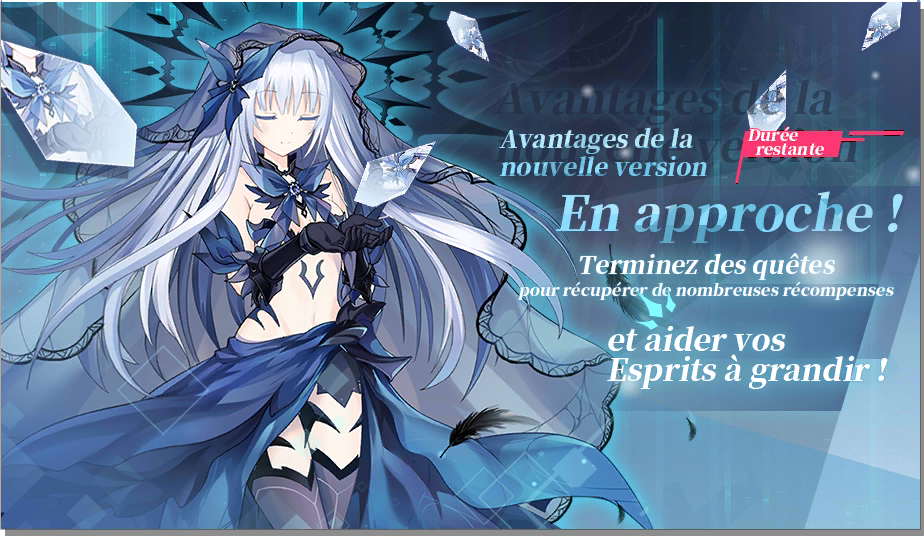 Avantages de la
nouvelle version
Durée
restante
En approche !
Terminez des quêtes
pour récupérer de nombreuses récompenses
et aider vos
Esprits à grandir !